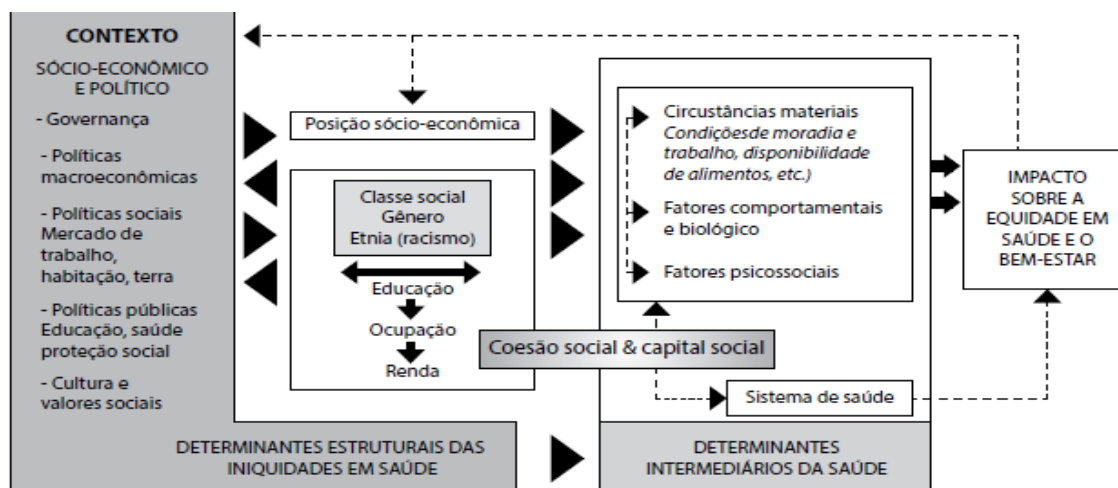 CONTEXTO
SÓCIO-ECONÔMICO
E POLÍTICO
- Governança
- Políticas
macroeconômicas
- Políticas sociais
Mercado de
trabalho,
habitação, terra
- Políticas públicas
Educação, saúde
proteção social
- Cultura e
valores sociais
DETERMINANTES ESTRUTURAIS DAS
INIQUIDADES EM SAÚDE
Posição sócio-econômica
Classe social
Gênero
Etnia (racismo)
Educação
Ocupação
Renda
Coesão social & capital social
Circustâncias materiais
Condiçõesde moradia e
trabalho, disponibilidade
de alimentos, etc.)
Fatores comportamentais
e biológico
Fatores psicossociais
Sistema de saúde
DETERMINANTES
INTERMEDIÁRIOS DA SAÚDE
IMPACTO
SOBRE A
EQUIDADE EM
SAÚDE E O
BEM-ESTAR